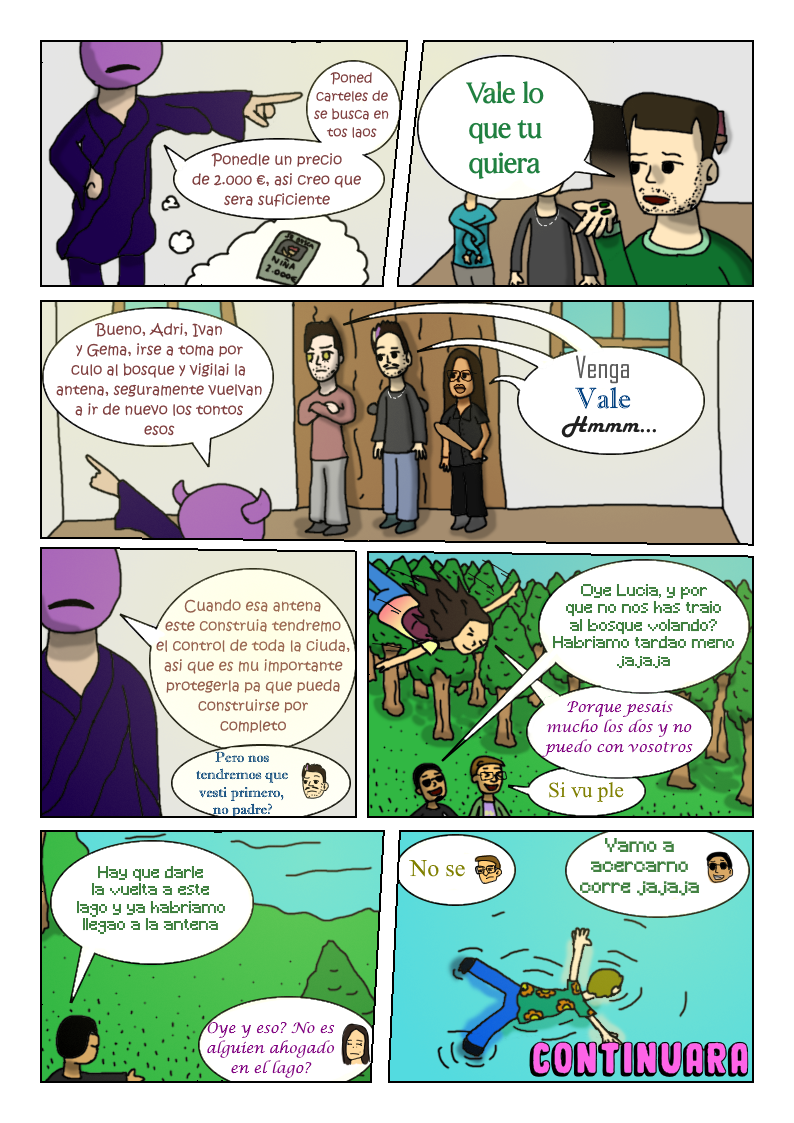 Poned
carteles de
se busca en
tos laos
Ponedle un precio
de 2.000 €, asi creo que
sera suficiente
SE BUSCA
NIÑA
2.000€
Vale lo
que tu
quiera
Bueno, Adri, Ivan
y Gema, irse a toma por
culo al bosque y vigilai la
antena, seguramente vuelvan
a ir de nuevo los tontos
esos
Venga
Vale
Hmmm...
Cuando esa antena
este construia tendremo
el control de toda la ciuda,
asi que es mu importante
protegerla pa que pueda
construirse por
completo
Pero nos
tendremos que
vesti primero,
no padre?
Oye Lucia, y por
que no nos has traio
al bosque volando?
Habriamo tardao meno
jajaja
Porque pesais
mucho los dos y no
puedo con vosotros
Si vu ple
Hay que darle
la vuelta a este
lago y ya habriamo
llegao a la antena
Oye y eso? No es
alguien ahogado
en el lago?
No se
Vamo a
acercarno
corre jajaja
CONTINUARA